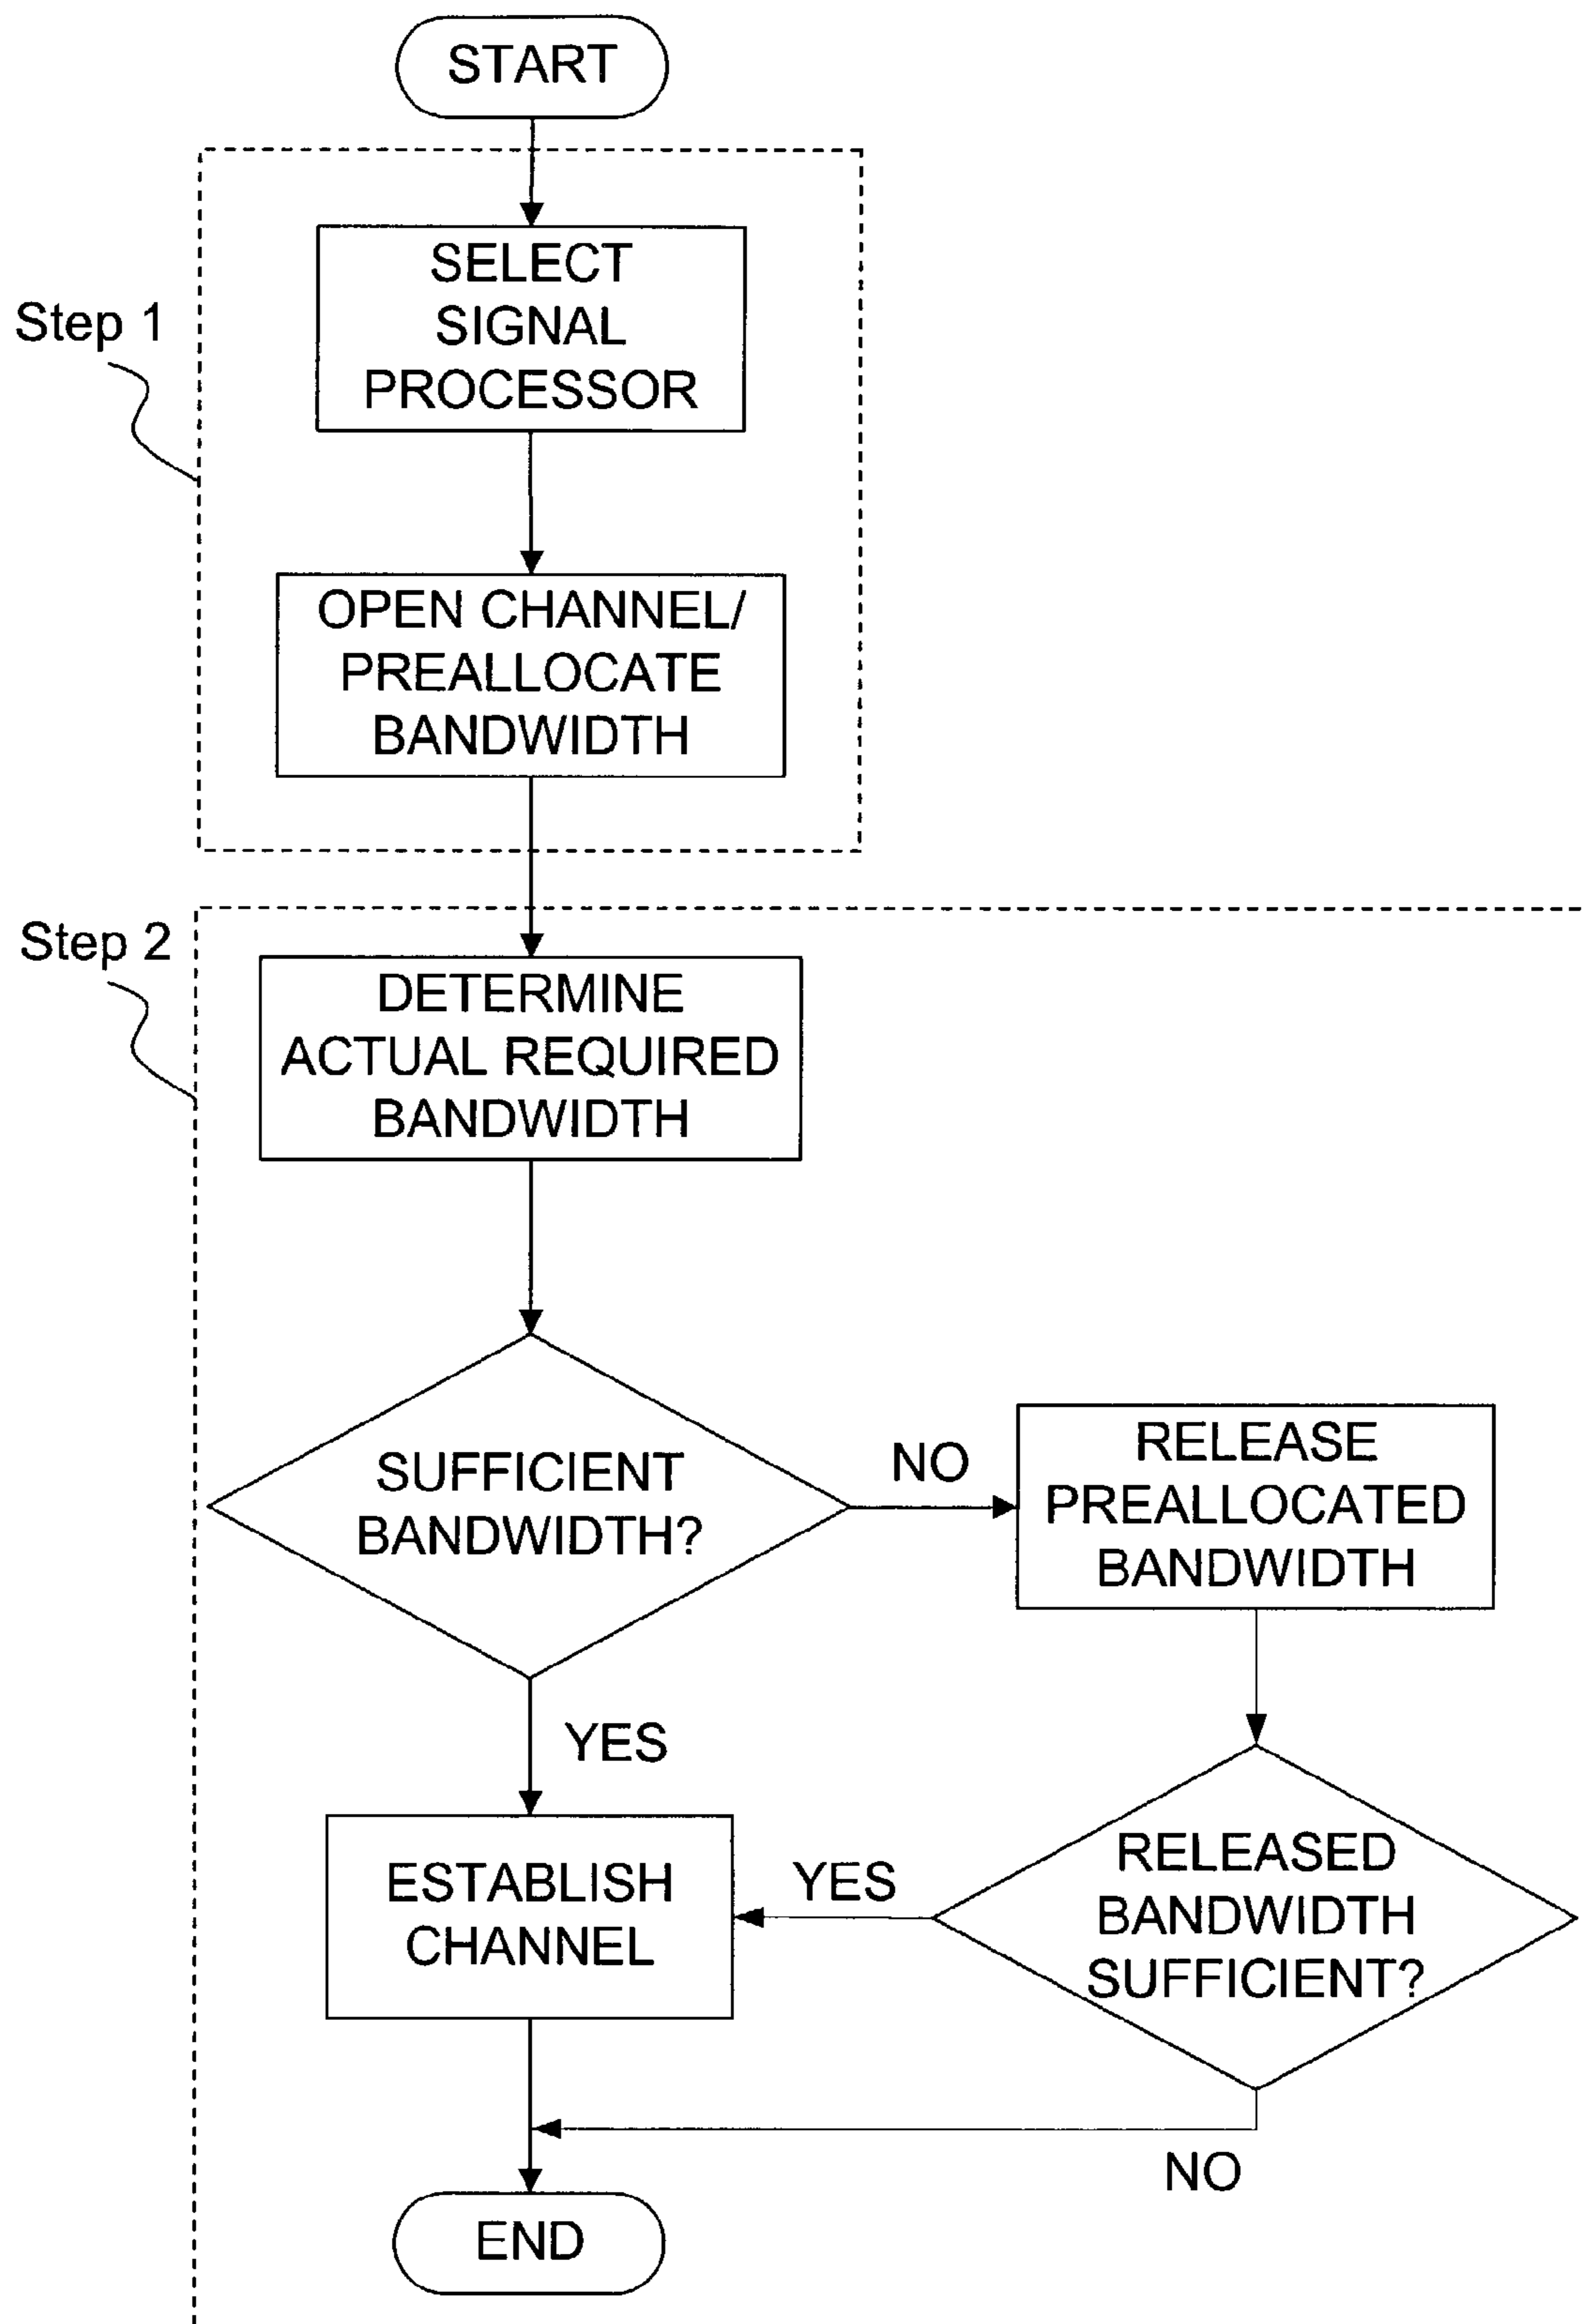 START
Step 1
SELECT
SIGNAL
PROCESSOR
OPEN CHANNEL/
PREALLOCATE
BANDWIDTH
Step 2
DETERMINE
ACTUAL REQUIRED
BANDWIDTH
SUFFICIENT
BANDWIDTH?
NO
RELEASE
PREALLOCATED
BANDWIDTH
YES
ESTABLISH
CHANNEL
YES
RELEASED
BANDWIDTH
SUFFICIENT?
NO
END